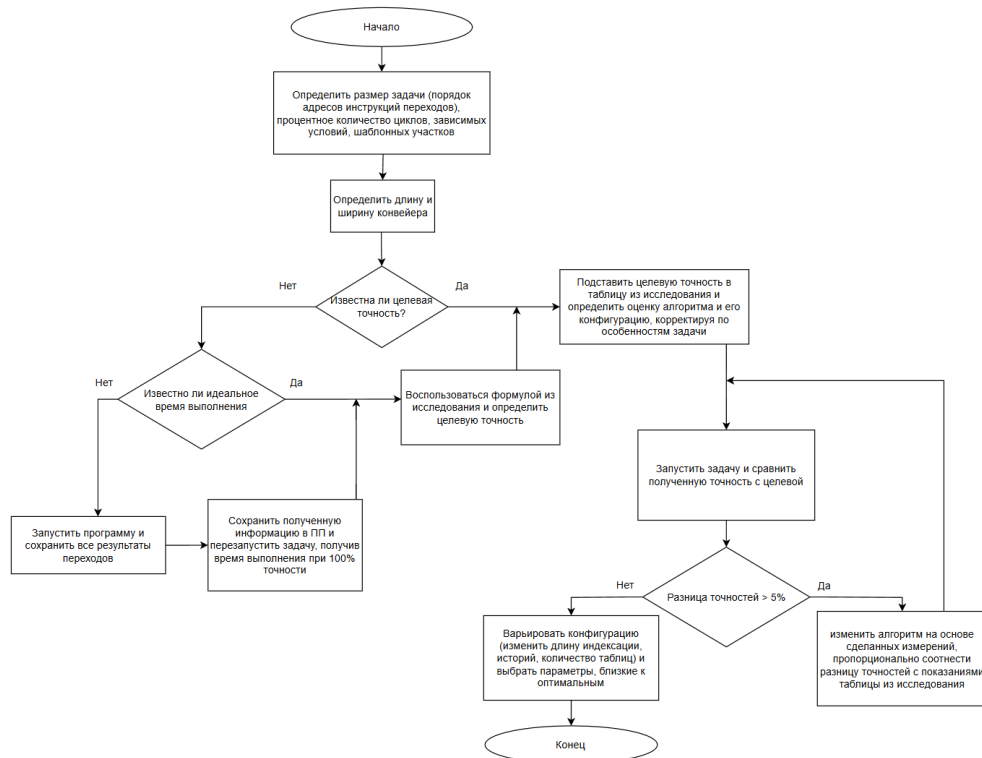 Начало
Определить размер задачи (порядок
адресов инструкций переходов),
процентное количество циклов, зависимых
условий, шаблонных участков
Определить длину и
ширину конвейера
Известна ли целевая
точность?
Нет
Да
Подставить целевую точность в
таблицу из исследования и
определить оценку алгоритма и его
конфигурацию, корректируя по
особенностям задачи
Известно ли идеальное
время выполнения
Нет
Да
Воспользоваться формулой из
исследования и определить
целевую точность
Запустить программу и
сохранить все результаты
переходов
Сохранить полученную
информацию в ПП и
перезапустить задачу, получив
время выполнения при 100%
точности
Запустить задачу и сравнить
полученную точность с целевой
Разница точностей > 5%
Нет
Да
Варьировать конфигурацию
(изменить длину индексации,
историй, количество таблиц) и
выбрать параметры, близкие к
оптимальным
изменить алгоритм на основе
сделанных измерений,
пропорционально соотнести
разницу точностей с показаниями
таблицы из исследования
Конец